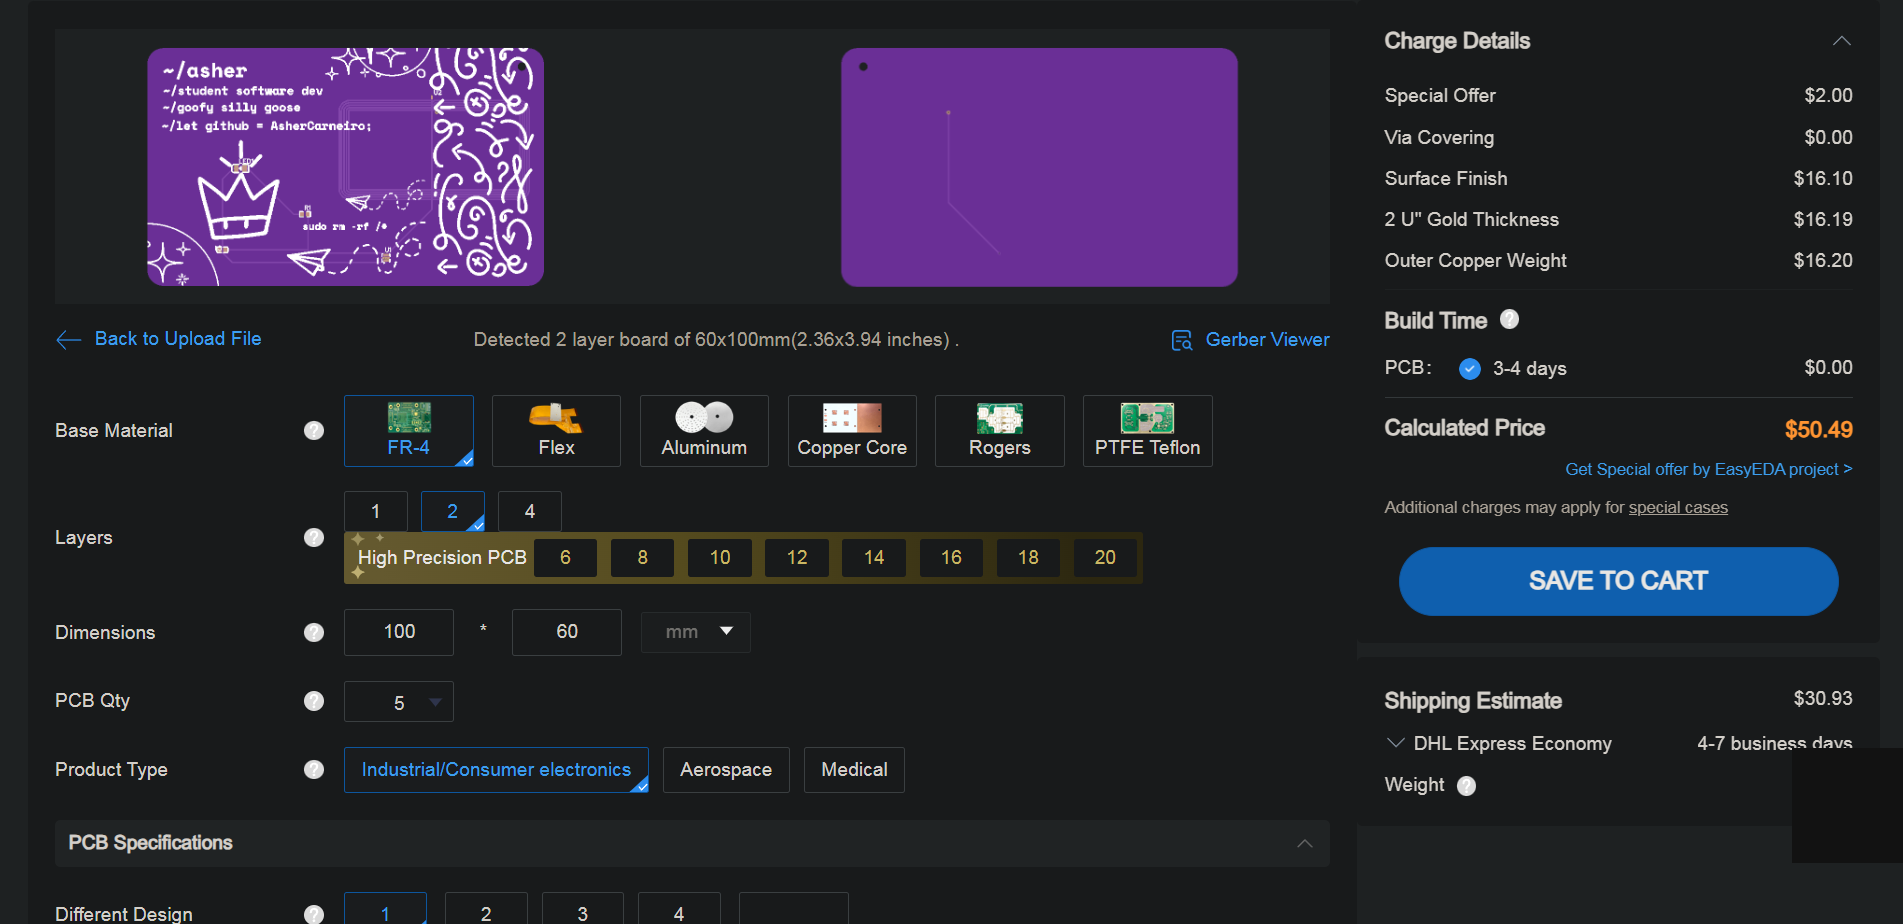 ~/asher
~/student software dev
~/goofy silly goose
~/let github = AsherCarneiro;
sudo rm -rf /*
Back to Upload File
Detected 2 layer board of 60x100mm(2.36x3.94 inches) .
Gerber Viewer
Base Material
?
FR-4
Flex
Aluminum
Copper Core
Rogers
PTFE Teflon
Layers
?
1
2
4
High Precision PCB
6
8
10
12
14
16
18
20
Dimensions
?
100
*
60
mm
PCB Qty
?
5
Product Type
?
Industrial/Consumer electronics
Aerospace
Medical
PCB Specifications
Different Design
?
1
2
3
4
Charge Details
Special Offer
$2.00
Via Covering
$0.00
Surface Finish
$16.10
2 U" Gold Thickness
$16.19
Outer Copper Weight
$16.20
Build Time
?
PCB:
3-4 days
$0.00
Calculated Price
$50.49
Get Special offer by EasyEDA project >
Additional charges may apply for special cases
SAVE TO CART
Shipping Estimate
$30.93
DHL Express Economy
4-7 business days
Weight
?